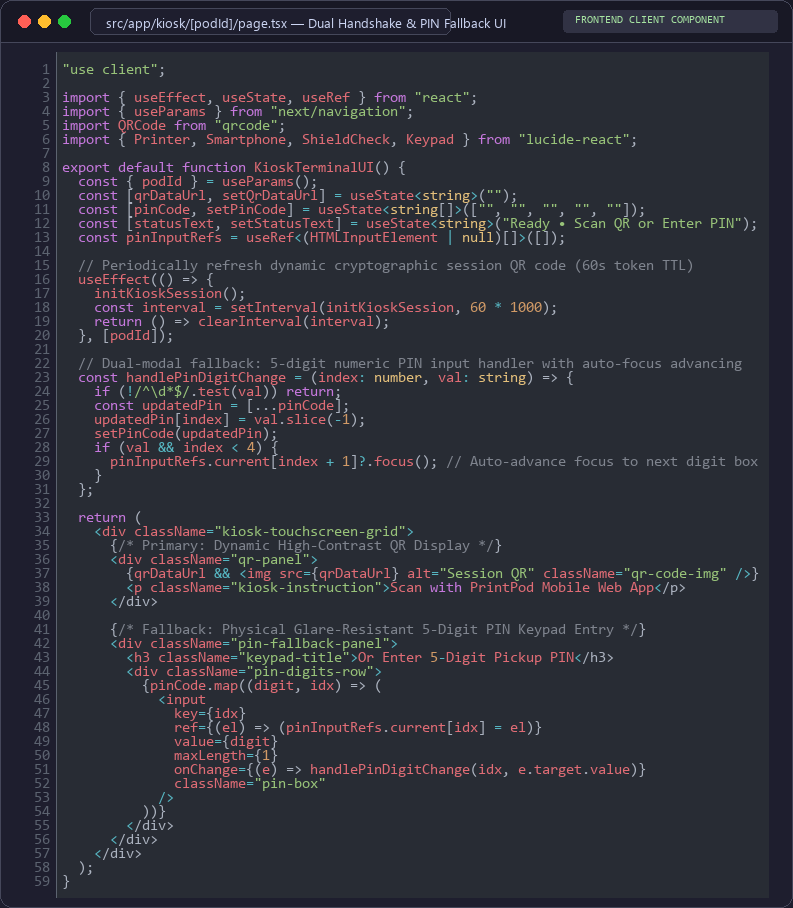 src/app/kiosk/[podId]/page.tsx — Dual Handshake & PIN Fallback UI
FRONTEND CLIENT COMPONENT
1 "use client";
2
3 import { useEffect, useState, useRef } from "react";
4 import { useParams } from "next/navigation";
5 import QRCode from "qrcode";
6 import { Printer, Smartphone, ShieldCheck, Keypad } from "lucide-react";
7
8 export default function KioskTerminalUI() {
9   const { podId } = useParams();
10   const [qrDataUrl, setQrDataUrl] = useState<string>("");
11   const [pinCode, setPinCode] = useState<string[]>(["", "", "", "", ""]);
12   const [statusText, setStatusText] = useState<string>("Ready • Scan QR or Enter PIN");
13   const pinInputRefs = useRef<(HTMLInputElement | null)[]>([]);
14
15   // Periodically refresh dynamic cryptographic session QR code (60s token TTL)
16   useEffect(() => {
17     initKioskSession();
18     const interval = setInterval(initKioskSession, 60 * 1000);
19     return () => clearInterval(interval);
20   }, [podId]);
21
22   // Dual-modal fallback: 5-digit numeric PIN input handler with auto-focus advancing
23   const handlePinDigitChange = (index: number, val: string) => {
24     if (!/^\d*$/.test(val)) return;
25     const updatedPin = [...pinCode];
26     updatedPin[index] = val.slice(-1);
27     setPinCode(updatedPin);
28     if (val && index < 4) {
29       pinInputRefs.current[index + 1]?.focus(); // Auto-advance focus to next digit box
30     }
31   };
32
33   return (
34     <div className="kiosk-touchscreen-grid">
35       {/* Primary: Dynamic High-Contrast QR Display */}
36       <div className="qr-panel">
37         {qrDataUrl && <img src={qrDataUrl} alt="Session QR" className="qr-code-img" />}
38         <p className="kiosk-instruction">Scan with PrintPod Mobile Web App</p>
39       </div>
40
41       {/* Fallback: Physical Glare-Resistant 5-Digit PIN Keypad Entry */}
42       <div className="pin-fallback-panel">
43         <h3 className="keypad-title">Or Enter 5-Digit Pickup PIN</h3>
44         <div className="pin-digits-row">
45           {pinCode.map((digit, idx) => (
46             <input
47               key={idx}
48               ref={(el) => (pinInputRefs.current[idx] = el)}
49               value={digit}
50               maxLength={1}
51               onChange={(e) => handlePinDigitChange(idx, e.target.value)}
52               className="pin-box"
53             />
54           ))}
55         </div>
56       </div>
57     </div>
58   );
59 }